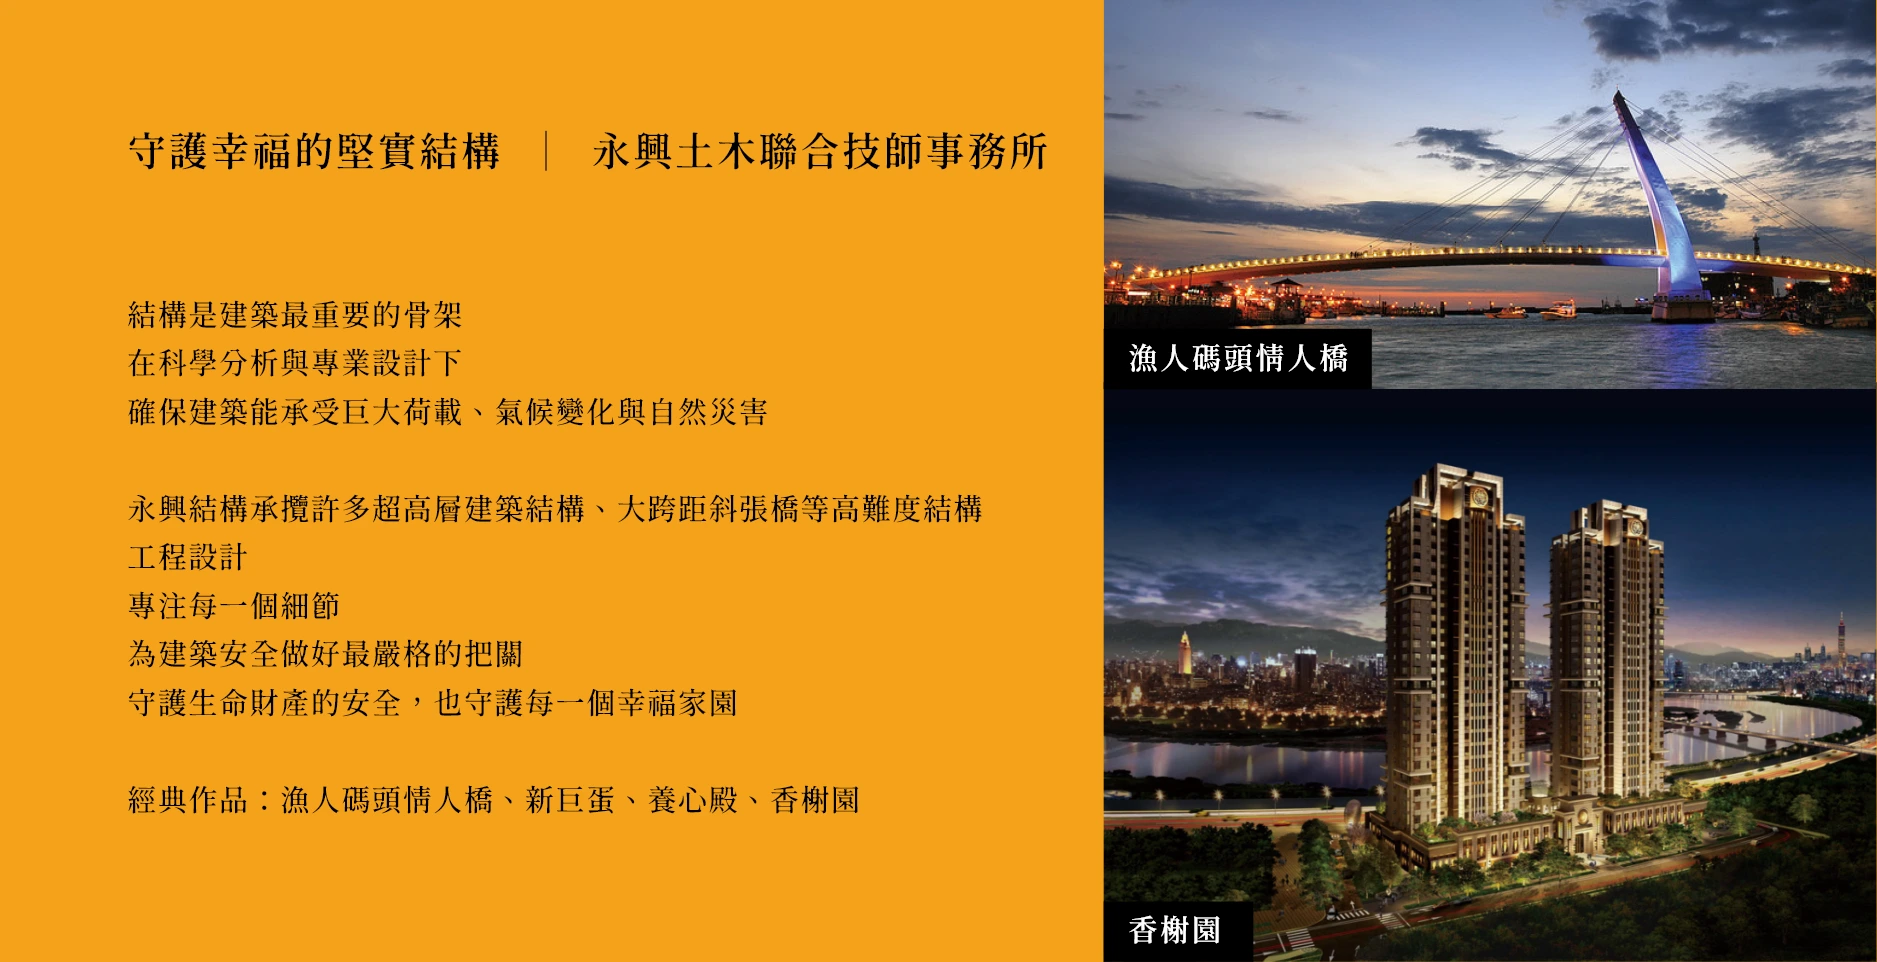 守護幸福的堅實結構｜永興土木聯合技師事務所
結構是建築最重要的骨架
在科學分析與專業設計下
確保建築能承受巨大荷載、氣候變化與自然災害
永興結構承攬許多超高層建築結構、大跨距斜張橋等高難度結構
工程設計
專注每一個細節
為建築安全做好最嚴格的把關
守護生命財產的安全，也守護每一個幸福家園
經典作品：漁人碼頭情人橋、新巨蛋、養心殿、香榭園
漁人碼頭情人橋
香榭園